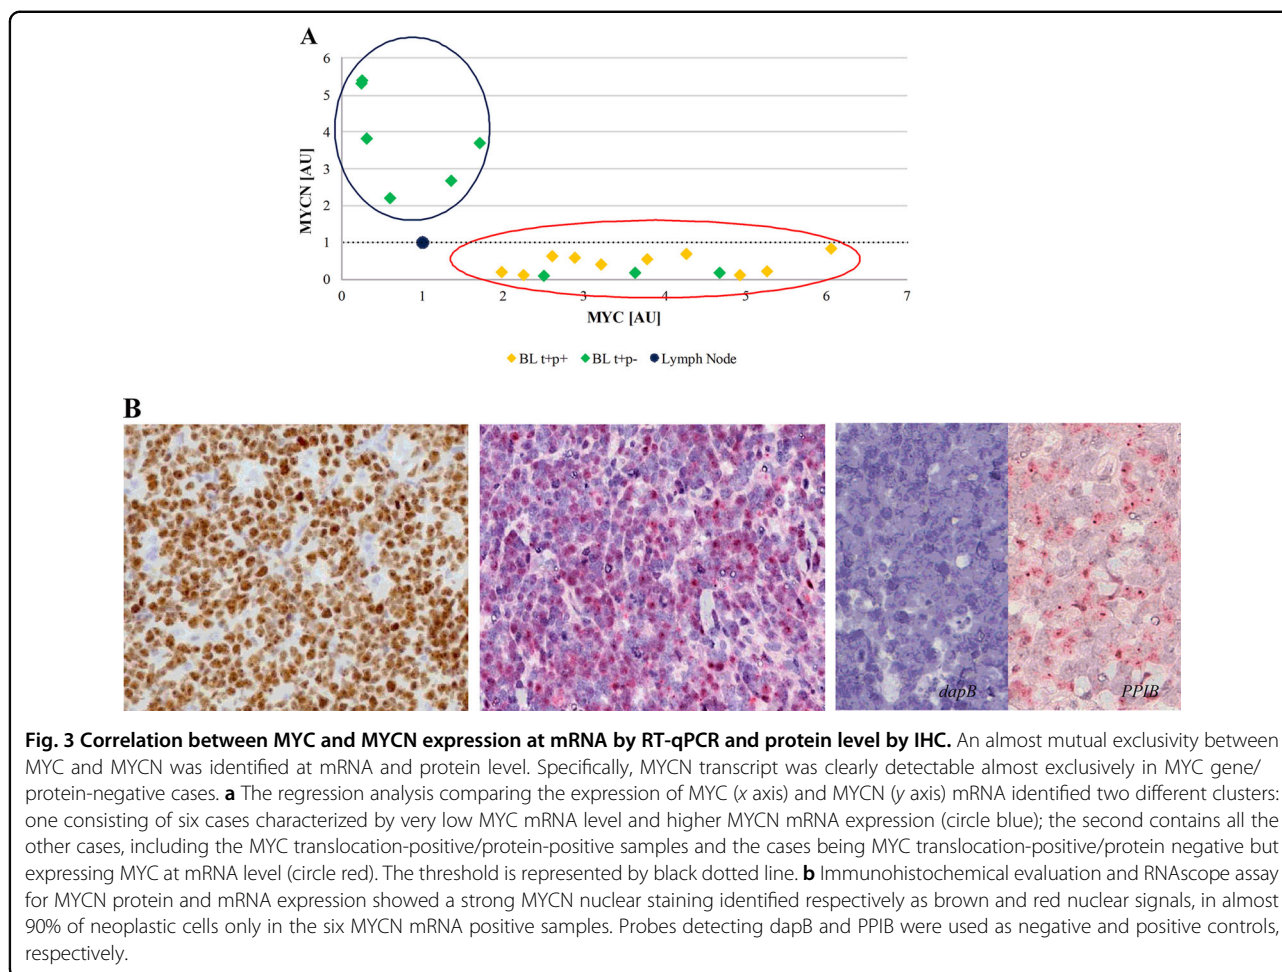 A
6
5
4
3
2
1
0
MYCN [AU]
0 1 2 3 4 5 6 7
MYC [AU]
BL t+p+ BL t+p- Lymph Node
B
dapB PPIB
Fig. 3 Correlation between MYC and MYCN expression at mRNA by RT-qPCR and protein level by IHC. An almost mutual exclusivity between
MYC and MYCN was identified at mRNA and protein level. Specifically, MYCN transcript was clearly detectable almost exclusively in MYC gene/
protein-negative cases. a The regression analysis comparing the expression of MYC (x axis) and MYCN (y axis) mRNA identified two different clusters:
one consisting of six cases characterized by very low MYC mRNA level and higher MYCN mRNA expression (circle blue); the second contains all the
other cases, including the MYC translocation-positive/protein-positive samples and the cases being MYC translocation-positive/protein negative but
expressing MYC at mRNA level (circle red). The threshold is represented by black dotted line. b Immunohistochemical evaluation and RNAscope assay
for MYCN protein and mRNA expression showed a strong MYCN nuclear staining identified respectively as brown and red nuclear signals, in almost
90% of neoplastic cells only in the six MYCN mRNA positive samples. Probes detecting dapB and PPIB were used as negative and positive controls,
respectively.